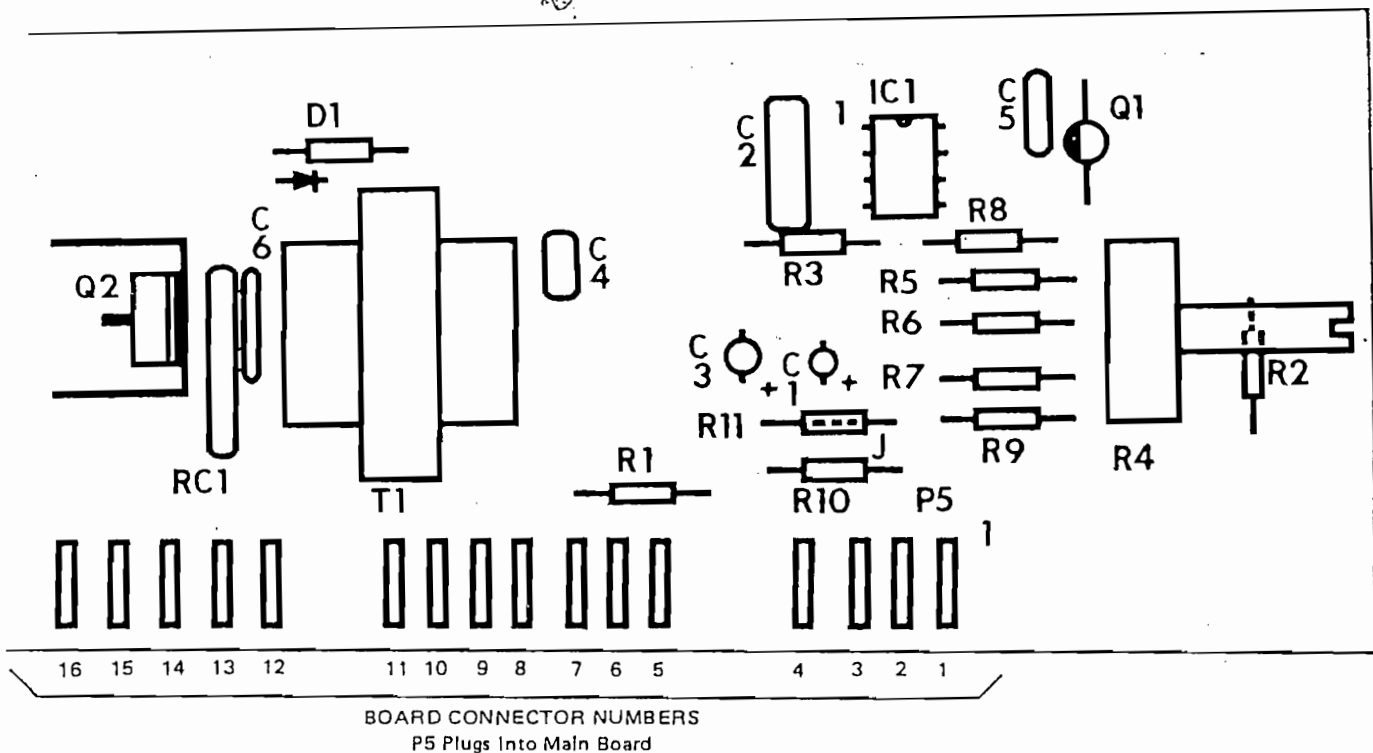 IC1
C
5
Q1
D1
C
2
1
C
6
R8
Q2
C
4
R3
R5
R6
C
3
+
C
1
+
R7
R2
R11
J
R9
R4
RC1
T1
R1
R10
P5
1
16 15 14 13 12 11 10 9 8 7 6 5 4 3 2 1
BOARD CONNECTOR NUMBERS
P5 Plugs Into Main Board